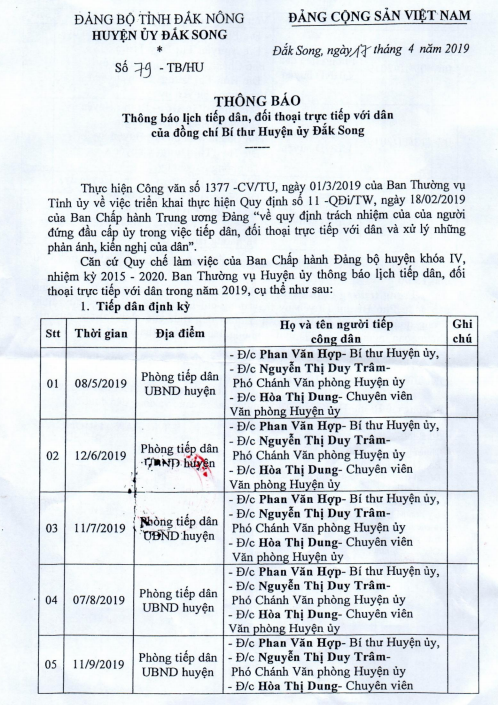 ĐẢNG BỘ TỈNH ĐẮK NÔNG
HUYỆN ỦY ĐẮK SONG
*
Số 79 - TB/HU
ĐẢNG CỘNG SẢN VIỆT NAM
Đắk Song, ngày 17 tháng 4 năm 2019
THÔNG BÁO
Thông báo lịch tiếp dân, đối thoại trực tiếp với dân
của đồng chí Bí thư Huyện ủy Đắk Song
------
Thực hiện Công văn số 1377 -CV/TU, ngày 01/3/2019 của Ban Thường vụ
Tỉnh ủy về việc triển khai thực hiện Quy định số 11 -QĐi/TW, ngày 18/02/2019
của Ban Chấp hành Trung ương Đảng “về quy định trách nhiệm của của người
đứng đầu cấp ủy trong việc tiếp dân, đối thoại trực tiếp với dân và xử lý những
phản ánh, kiến nghị của dân”.
Căn cứ Quy chế làm việc của Ban Chấp hành Đảng bộ huyện khóa IV,
nhiệm kỳ 2015 - 2020. Ban Thường vụ Huyện ủy thông báo lịch tiếp dân, đối
thoại trực tiếp với dân trong năm 2019, cụ thể như sau:
1. Tiếp dân định kỳ
Stt Thời gian Địa điểm Họ và tên người tiếp công dân Ghi chú
01 08/5/2019 Phòng tiếp dân UBND huyện
- Đ/c Phan Văn Hợp- Bí thư Huyện ủy,
- Đ/c Nguyễn Thị Duy Trâm-
Phó Chánh Văn phòng Huyện ủy
- Đ/c Hòa Thị Dung- Chuyên viên
Văn phòng Huyện ủy
02 12/6/2019 Phòng tiếp dân UBND huyện
- Đ/c Phan Văn Hợp- Bí thư Huyện ủy,
- Đ/c Nguyễn Thị Duy Trâm-
Phó Chánh Văn phòng Huyện ủy
- Đ/c Hòa Thị Dung- Chuyên viên
Văn phòng Huyện ủy
03 11/7/2019 Phòng tiếp dân UBND huyện
- Đ/c Phan Văn Hợp- Bí thư Huyện ủy,
- Đ/c Nguyễn Thị Duy Trâm-
Phó Chánh Văn phòng Huyện ủy
- Đ/c Hòa Thị Dung- Chuyên viên
Văn phòng Huyện ủy
04 07/8/2019 Phòng tiếp dân UBND huyện
- Đ/c Phan Văn Hợp- Bí thư Huyện ủy,
- Đ/c Nguyễn Thị Duy Trâm-
Phó Chánh Văn phòng Huyện ủy
- Đ/c Hòa Thị Dung- Chuyên viên
Văn phòng Huyện ủy
05 11/9/2019 Phòng tiếp dân UBND huyện
- Đ/c Phan Văn Hợp- Bí thư Huyện ủy,
- Đ/c Nguyễn Thị Duy Trâm-
Phó Chánh Văn phòng Huyện ủy
- Đ/c Hòa Thị Dung- Chuyên viên